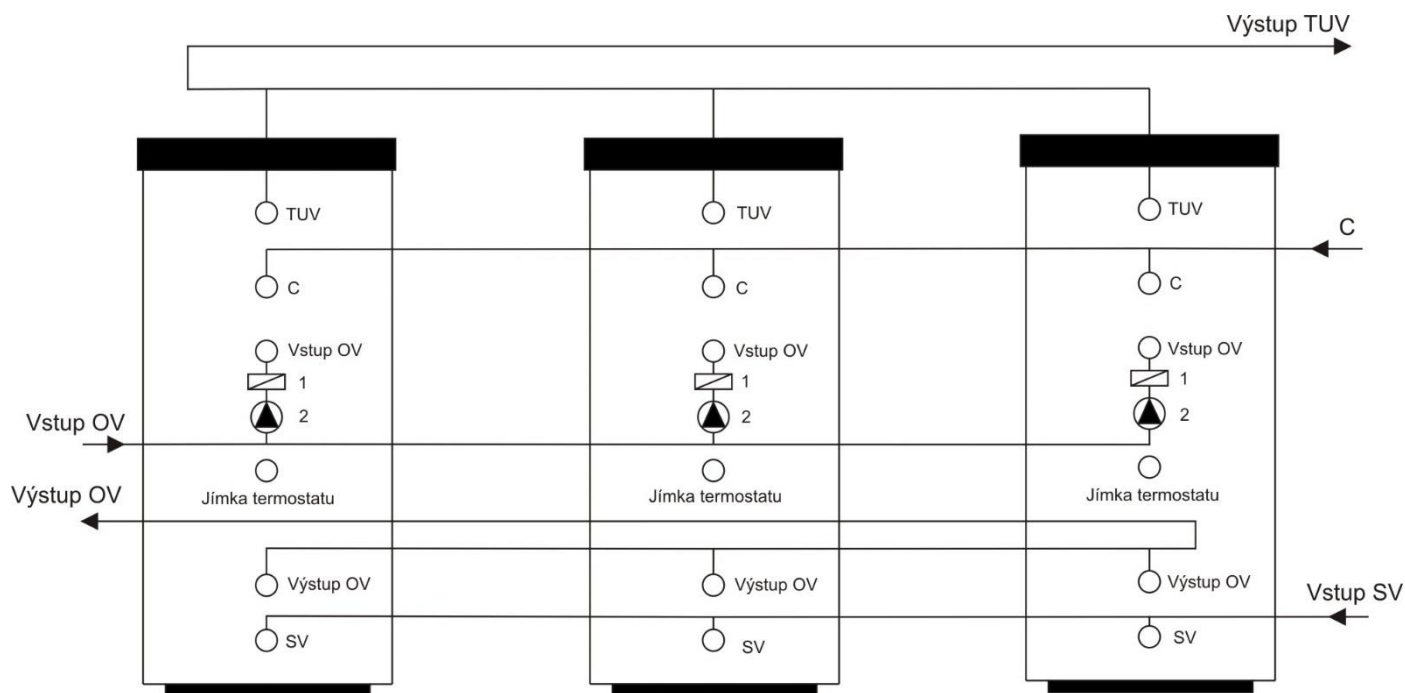 Výstup TUV
TUV
TUV
TUV
C
C
C
C
Vstup OV
Vstup OV
Vstup OV
1
1
1
2
2
2
Vstup OV
Jímka termostatu
Jímka termostatu
Jímka termostatu
Výstup OV
Výstup OV
Výstup OV
Výstup OV
Vstup SV
SV
SV
SV